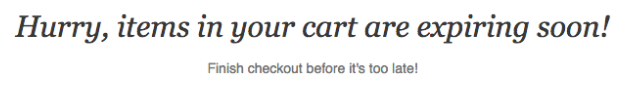 Hurry, items in your cart are expiring soon!
Finish checkout before it's too late!